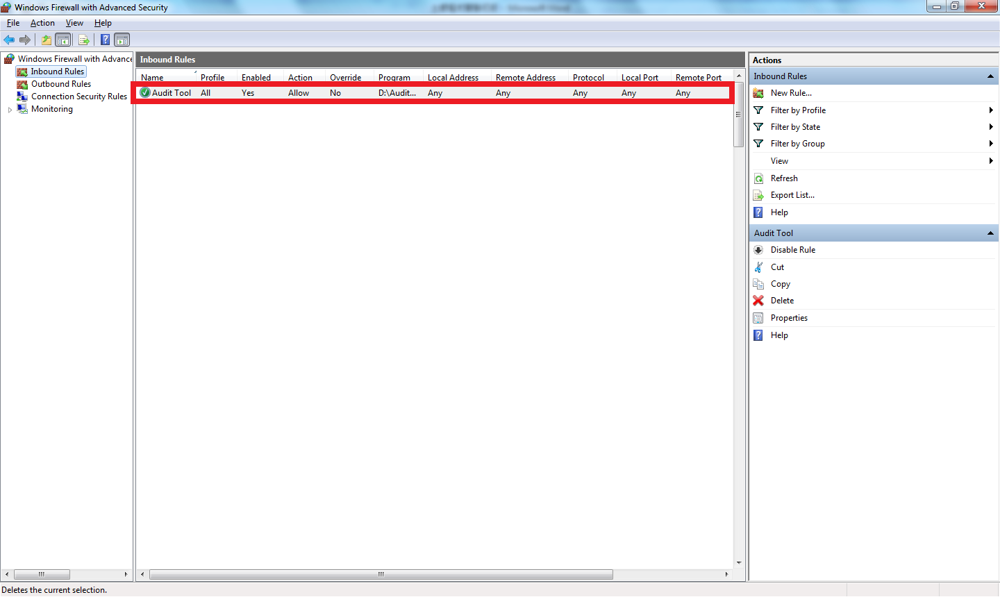 Windows Firewall with Advanced Security
File Action View Help
Windows Firewall with Advance
Inbound Rules
Outbound Rules
Connection Security Rules
Monitoring
Inbound Rules
Name Profile Enabled Action Override Program Local Address Remote Address Protocol Local Port Remote Port
Audit Tool All Yes Allow No D:\Audit... Any Any Any Any Any
Actions
Inbound Rules
New Rule...
Filter by Profile
Filter by State
Filter by Group
View
Refresh
Export List...
Help
Audit Tool
Disable Rule
Cut
Copy
Delete
Properties
Help
Deletes the current selection.